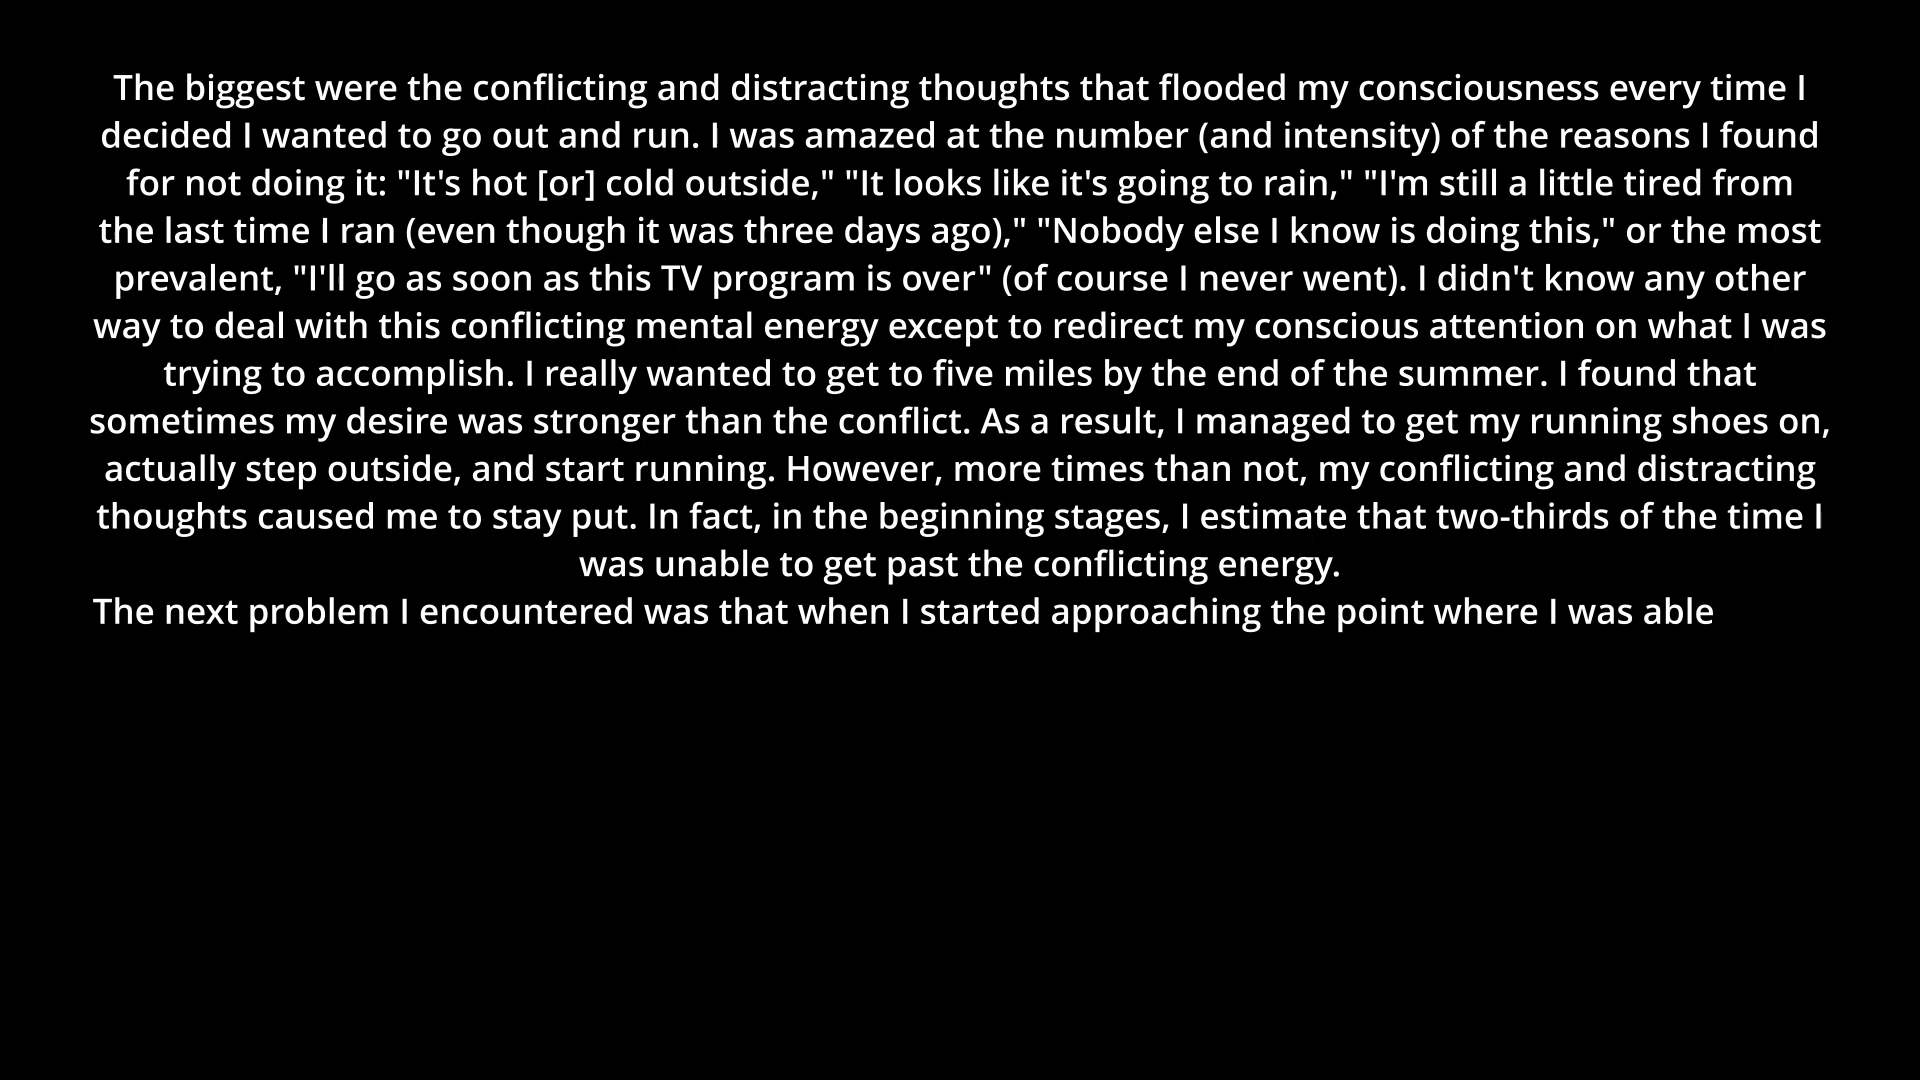 The biggest were the conflicting and distracting thoughts that flooded my consciousness every time I
decided I wanted to go out and run. I was amazed at the number (and intensity) of the reasons I found
for not doing it: "It's hot [or] cold outside," "It looks like it's going to rain," "I'm still a little tired from
the last time I ran (even though it was three days ago)," "Nobody else I know is doing this," or the most
prevalent, "I'll go as soon as this TV program is over" (of course I never went). I didn't know any other
way to deal with this conflicting mental energy except to redirect my conscious attention on what I was
trying to accomplish. I really wanted to get to five miles by the end of the summer. I found that
sometimes my desire was stronger than the conflict. As a result, I managed to get my running shoes on,
actually step outside, and start running. However, more times than not, my conflicting and distracting
thoughts caused me to stay put. In fact, in the beginning stages, I estimate that two-thirds of the time I
was unable to get past the conflicting energy.
The next problem I encountered was that when I started approaching the point where I was able